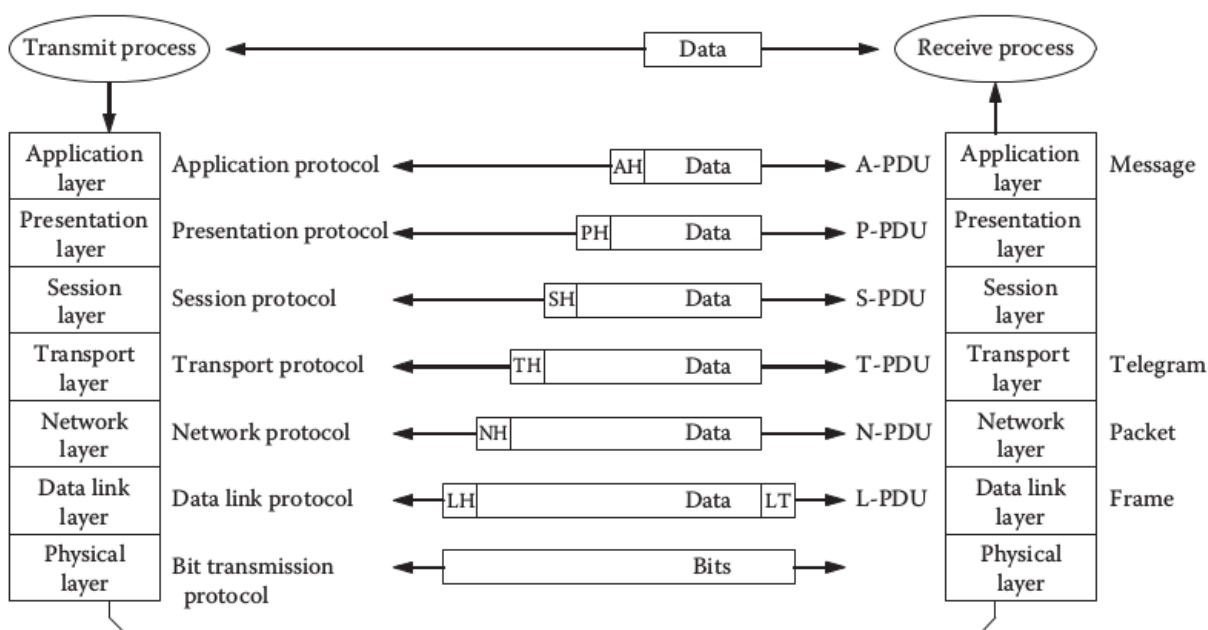 Transmit process Data Receive process
Application layer Application protocol AH Data A-PDU Application layer Message
Presentation layer Presentation protocol PH Data P-PDU Presentation layer
Session layer Session protocol SH Data S-PDU Session layer
Transport layer Transport protocol TH Data T-PDU Transport layer Telegram
Network layer Network protocol NH Data N-PDU Network layer Packet
Data link layer Data link protocol LH Data LT L-PDU Data link layer Frame
Physical layer Bit transmission protocol Bits Physical layer